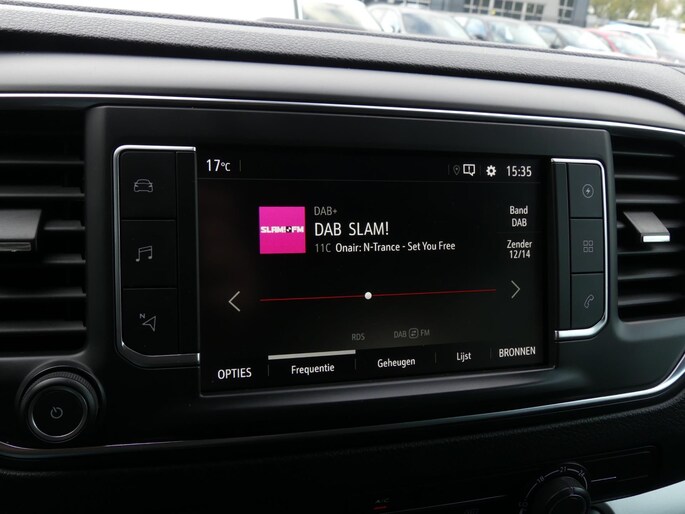 17°C
15:35
SLAM!FM
DAB+
DAB SLAM!
11C Onair: N-Trance - Set You Free
Band
DAB
Zender
12/14
N
RDS DAB FM
OPTIES
Frequentie
Geheugen
Lijst
BRONNEN